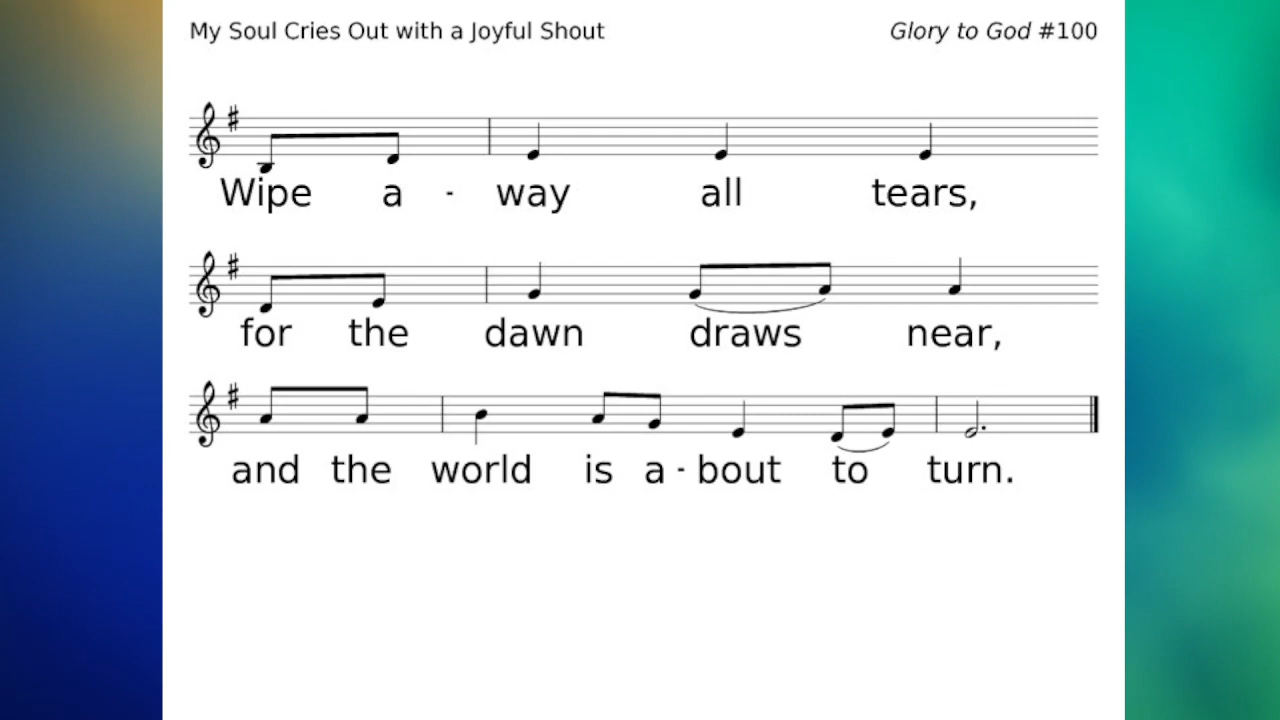 My Soul Cries Out with a Joyful Shout Glory to God #100
Wipe a - way all tears,
for the dawn draws near,
and the world is a - bout to turn.